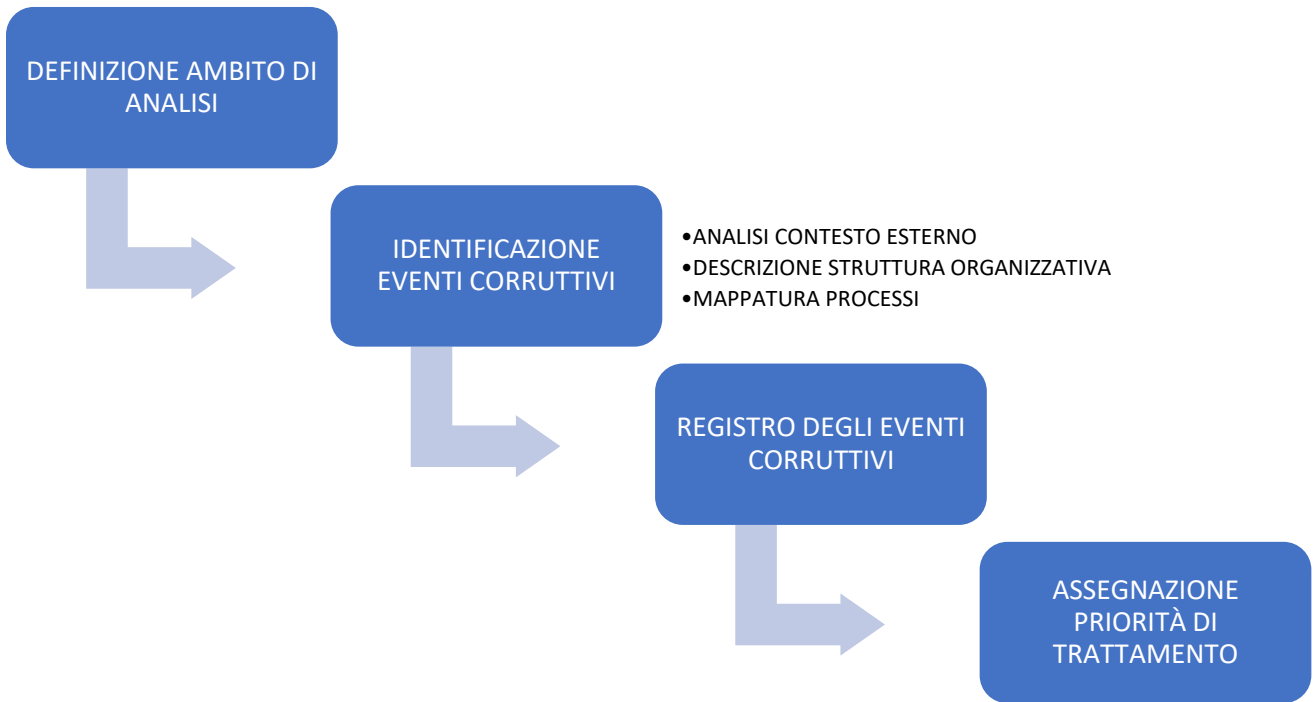 DEFINIZIONE AMBITO DI
ANALISI
IDENTIFICAZIONE
EVENTI CORRUTTIVI
•ANALISI CONTESTO ESTERNO
•DESCRIZIONE STRUTTURA ORGANIZZATIVA
•MAPPATURA PROCESSI
REGISTRO DEGLI EVENTI
CORRUTTIVI
ASSEGNAZIONE
PRIORITÀ DI
TRATTAMENTO